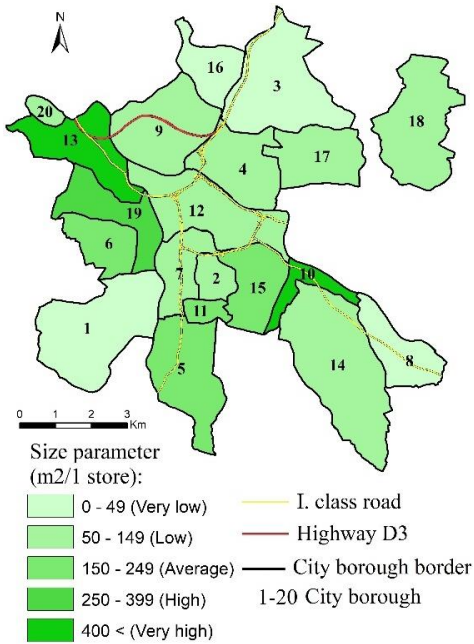 N
16
3
20
13
9
18
17
4
19
12
6
7
2
10
15
11
1
8
14
5
0 1 2 3
Km
Size parameter
(m2/1 store):
0 - 49 (Very low)
50 - 149 (Low)
150 - 249 (Average)
250 - 399 (High)
400 < (Very high)
I. class road
Highway D3
City borough border
1-20 City borough